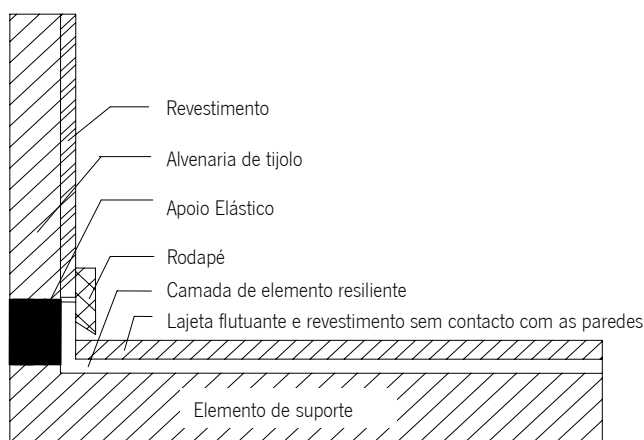 Revestimento
Alvenaria de tijolo
Apoio Elástico
Rodapé
Camada de elemento resiliente
Lajeta flutuante e revestimento sem contacto com as paredes
Elemento de suporte